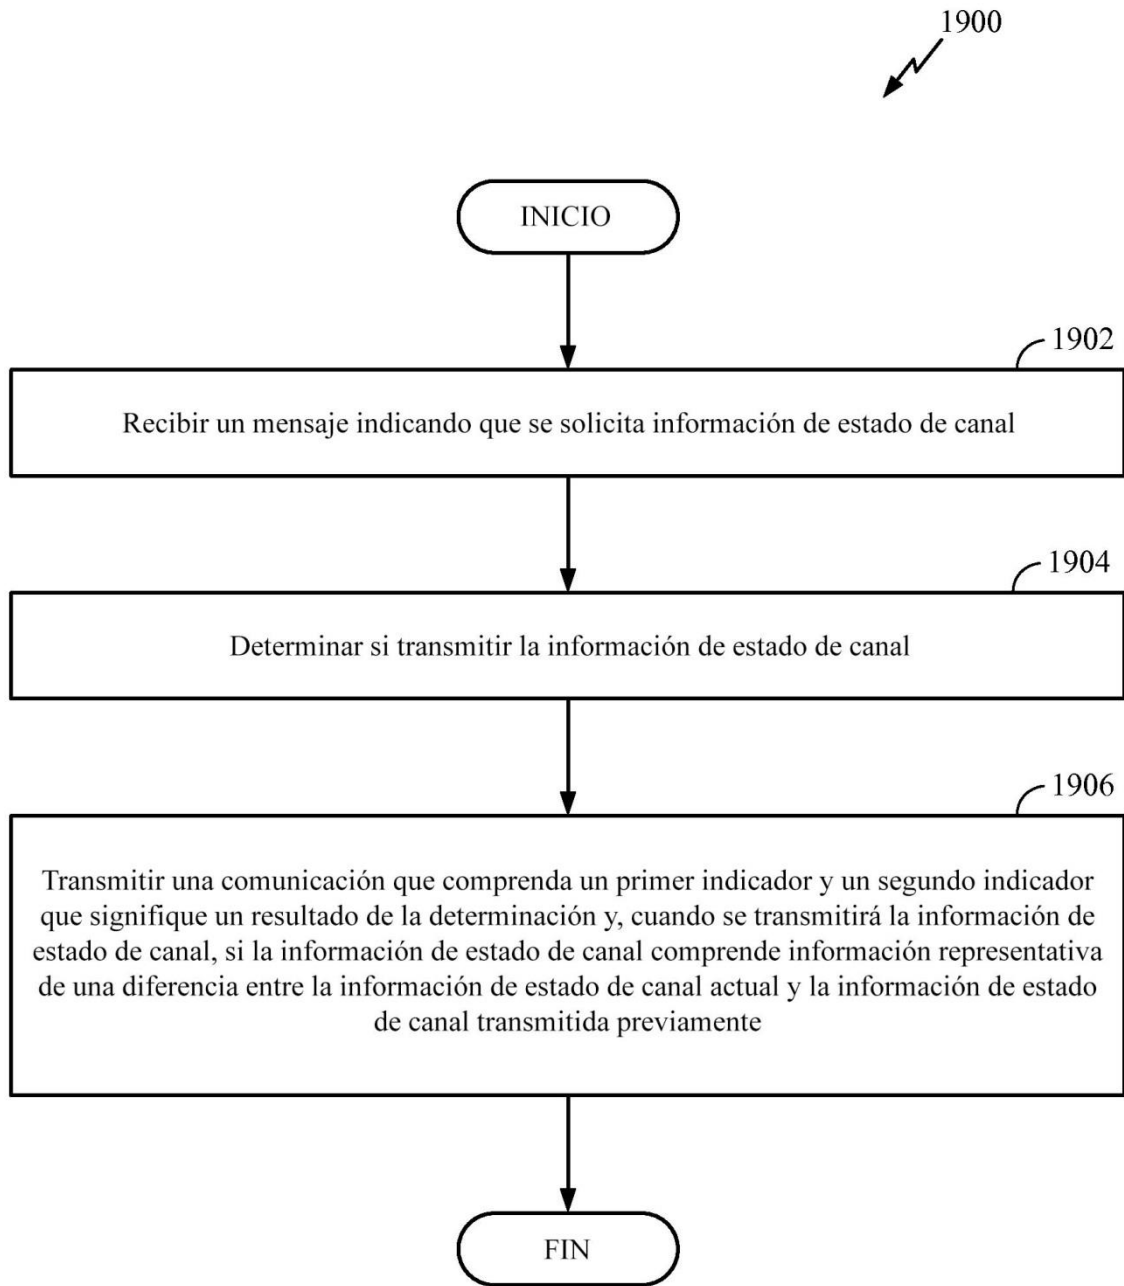 1900
INICIO
1902
Recibir un mensaje indicando que se solicita información de estado de canal
1904
Determinar si transmitir la información de estado de canal
1906
Transmitir una comunicación que comprenda un primer indicador y un segundo indicador
que signifique un resultado de la determinación y, cuando se transmitirá la información de
estado de canal, si la información de estado de canal comprende información representativa
de una diferencia entre la información de estado de canal actual y la información de estado
de canal transmitida previamente
FIN